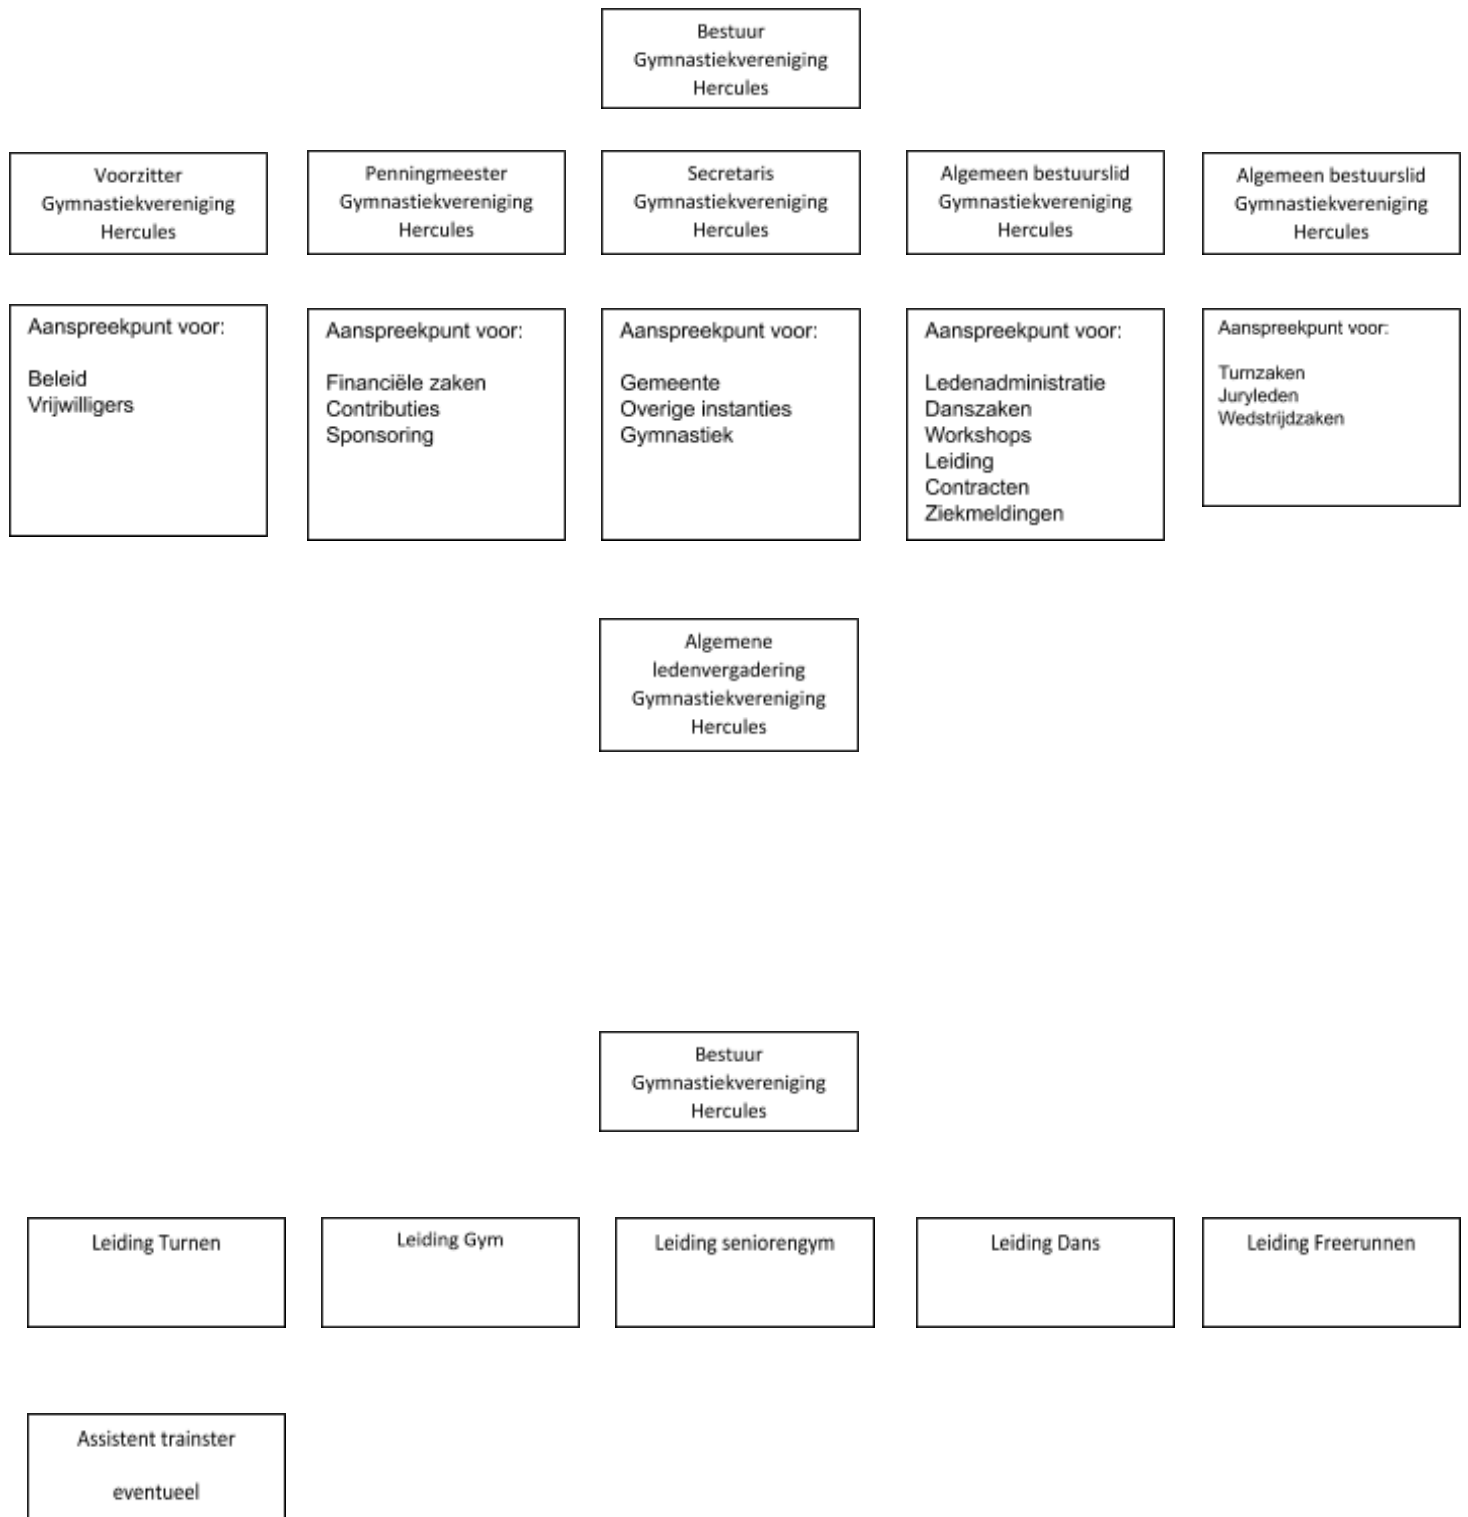 Bestuur
Gymnastiekvereniging
Hercules
Voorzitter
Gymnastiekvereniging
Hercules
Penningmeester
Gymnastiekvereniging
Hercules
Secretaris
Gymnastiekvereniging
Hercules
Algemeen bestuurslid
Gymnastiekvereniging
Hercules
Algemeen bestuurslid
Gymnastiekvereniging
Hercules
Aanspreekpunt voor:
Beleid
Vrijwilligers
Aanspreekpunt voor:
Financiële zaken
Contributies
Sponsoring
Aanspreekpunt voor:
Gemeente
Overige instanties
Gymnastiek
Aanspreekpunt voor:
Ledenadministratie
Danszaken
Workshops
Leiding
Contracten
Ziekmeldingen
Aanspreekpunt voor:
Turnzaken
Juryleden
Wedstrijdzaken
Algemene
ledenvergadering
Gymnastiekvereniging
Hercules
Bestuur
Gymnastiekvereniging
Hercules
Leiding Turnen
Leiding Gym
Leiding seniorengym
Leiding Dans
Leiding Freerunnen
Assistent trainster
eventueel